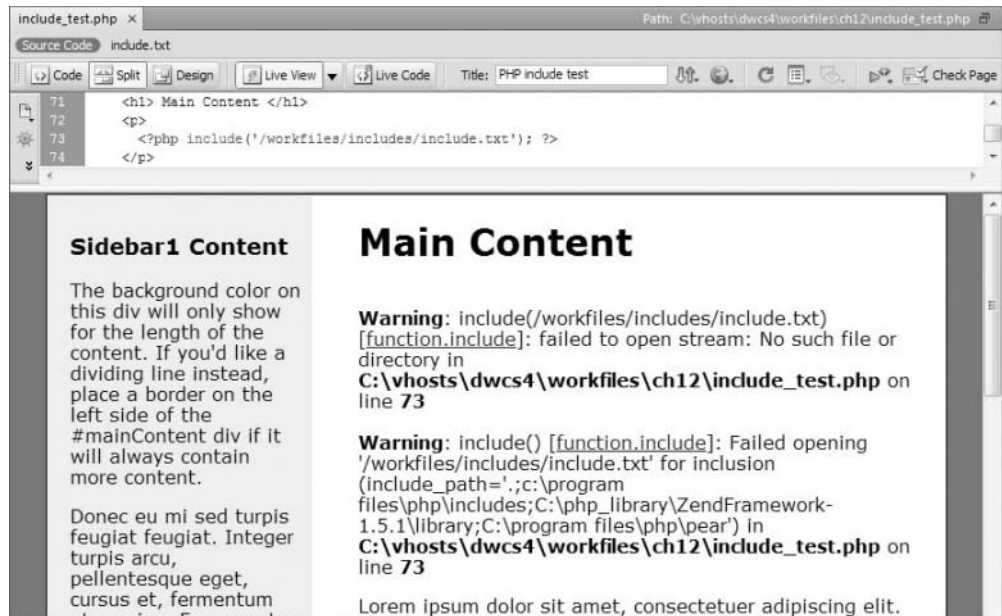 include_test.php ×
Path: C:\vhosts\dwcs4\workfiles\ch12\include_test.php
Source Code include.txt
Code Split Design Live View Live Code Title: PHP include test Check Page
71 <h1> Main Content </h1>
72 <p>
73 <?php include('/workfiles/includes/include.txt'); ?>
74 </p>
Sidebar1 Content
The background color on
this div will only show
for the length of the
content. If you'd like a
dividing line instead,
place a border on the
left side of the
#mainContent div if it
will always contain
more content.
Donec eu mi sed turpis
feugiat feugiat. Integer
turpis arcu,
pellentesque eget,
cursus et, fermentum
Main Content
Warning: include(/workfiles/includes/include.txt)
[function.include]: failed to open stream: No such file or
directory in
C:\vhosts\dwcs4\workfiles\ch12\include_test.php on
line 73
Warning: include() [function.include]: Failed opening
'/workfiles/includes/include.txt' for inclusion
(include_path='.;c:\program
files\php\includes;C:\php_library\ZendFramework-
1.5.1\library;C:\program files\php\pear') in
C:\vhosts\dwcs4\workfiles\ch12\include_test.php on
line 73
Lorem ipsum dolor sit amet, consectetuer adipiscing elit.